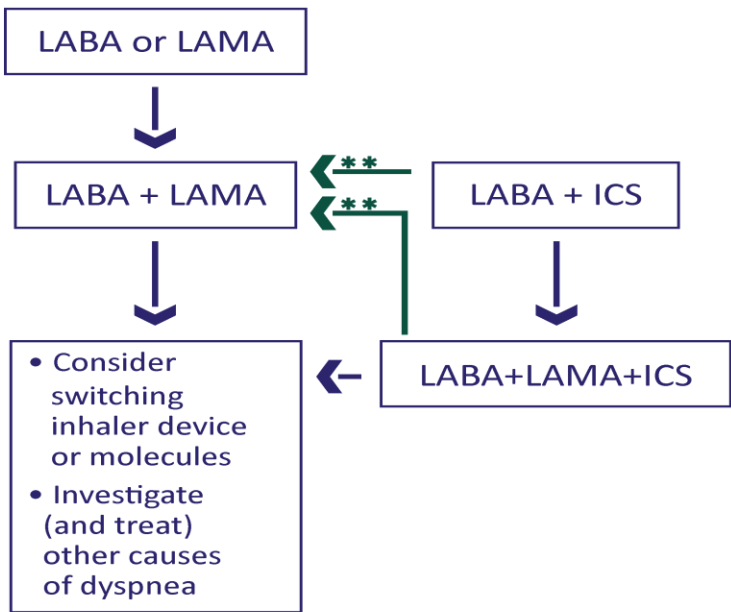 LABA or LAMA
**
LABA + LAMA
LABA + ICS
**
• Consider
switching
inhaler device
or molecules
LABA+LAMA+ICS
• Investigate
(and treat)
other causes
of dyspnea